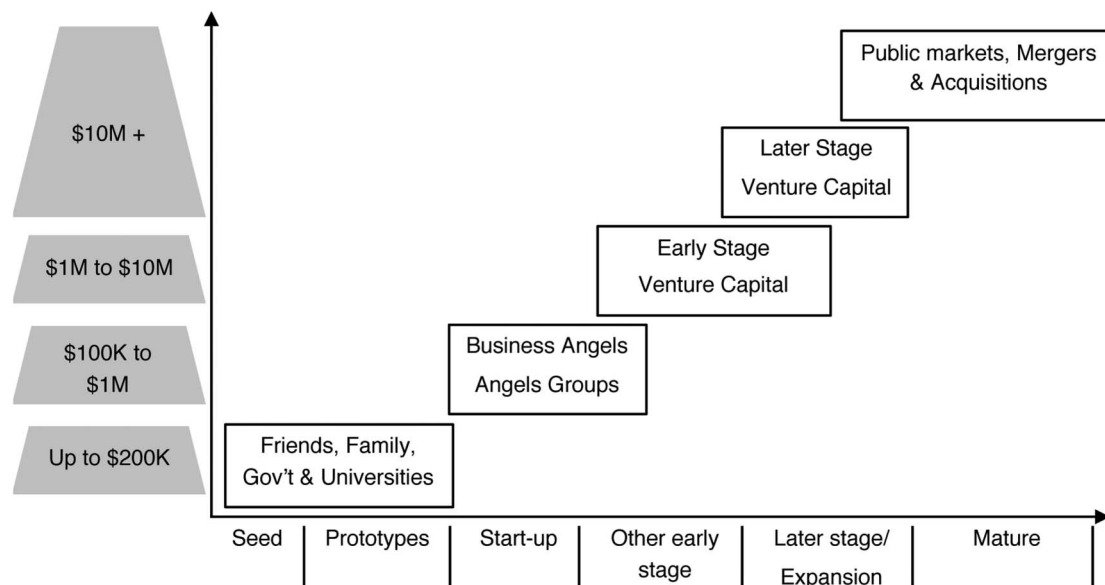 Public markets, Mergers
& Acquisitions
$10M +
Later Stage
Venture Capital
Early Stage
Venture Capital
$1M to $10M
Business Angels
Angels Groups
$100K to
$1M
Friends, Family,
Gov't & Universities
Up to $200K
Seed
Prototypes
Start-up
Other early
stage
Later stage/
Expansion
Mature